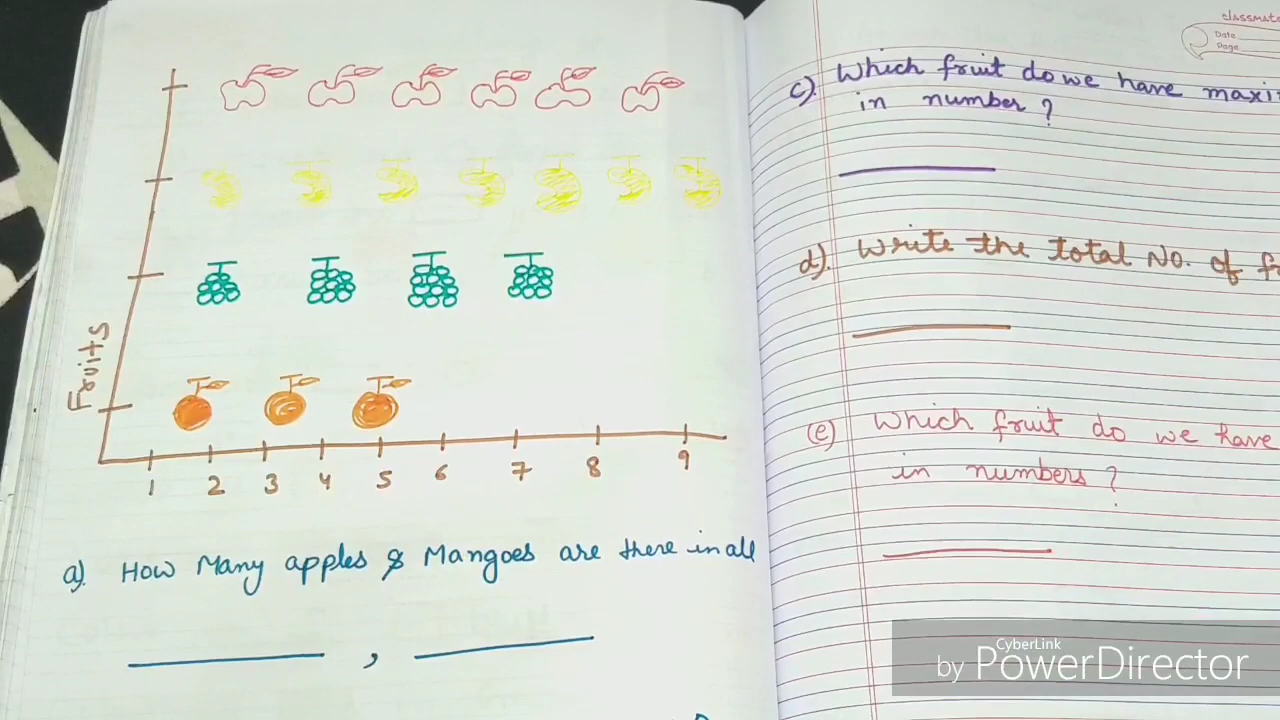 Fruits
1 2 3 4 5 6 7 8 9
a). How Many apples & Mangoes are there in all
,
classmate
Date
Page
c). Which fruit do we have maxi
in number?
d). Write the total No. of f
(e) Which fruit do we have
in numbers?
CyberLink
by PowerDirector